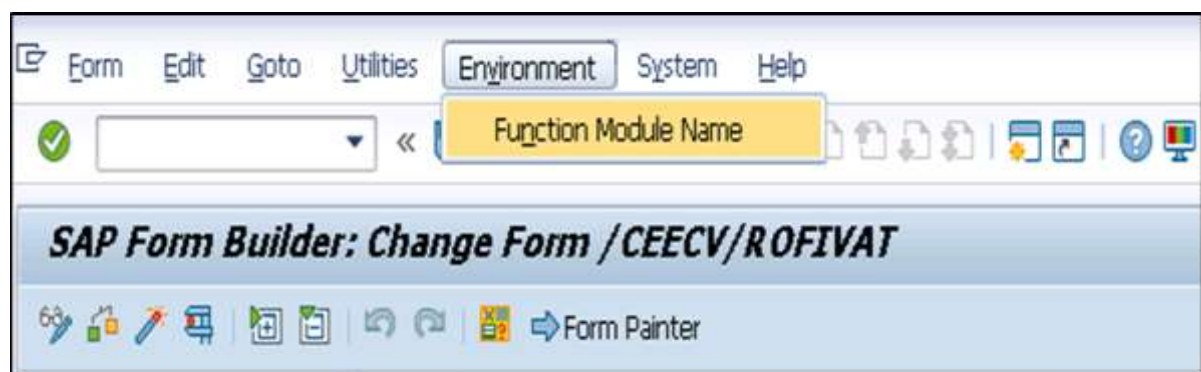 Form Edit Goto Utilities Environment System Help
Function Module Name
SAP Form Builder: Change Form /CEECV/ROFIVAT
Form Painter